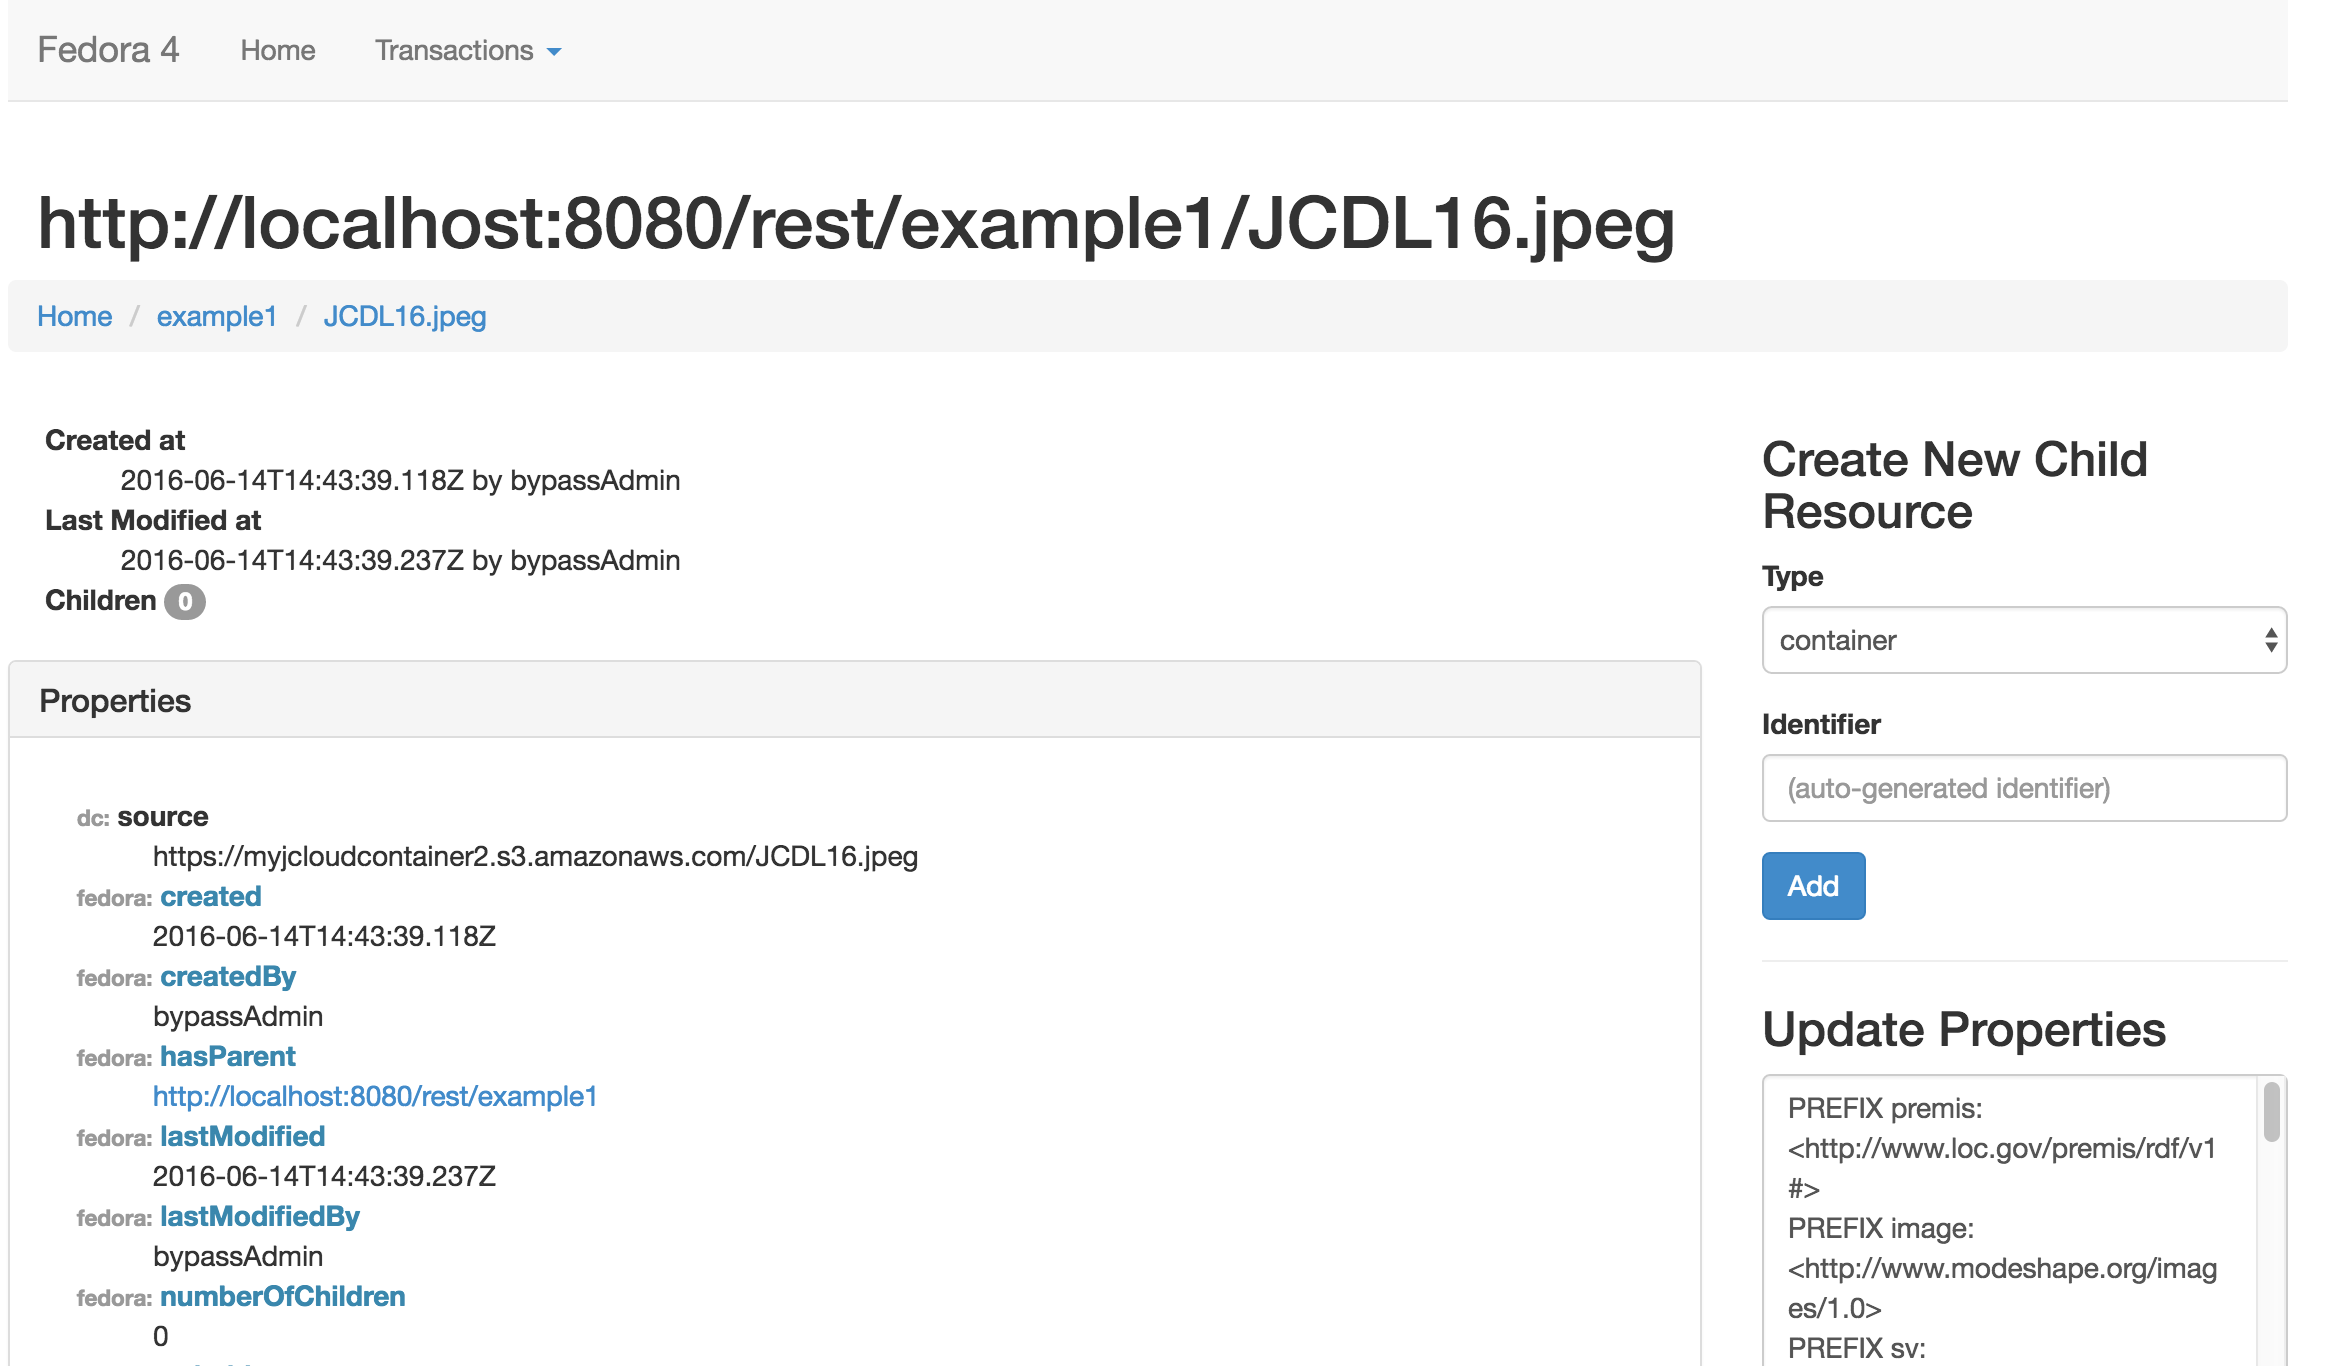 Fedora 4 Home Transactions
http://localhost:8080/rest/example1/JCDL16.jpeg
Home / example1 / JCDL16.jpeg
Created at
2016-06-14T14:43:39.118Z by bypassAdmin
Last Modified at
2016-06-14T14:43:39.237Z by bypassAdmin
Children 0
Properties
dc: source
https://myjcloudcontainer2.s3.amazonaws.com/JCDL16.jpeg
fedora: created
2016-06-14T14:43:39.118Z
fedora: createdBy
bypassAdmin
fedora: hasParent
http://localhost:8080/rest/example1
fedora: lastModified
2016-06-14T14:43:39.237Z
fedora: lastModifiedBy
bypassAdmin
fedora: numberOfChildren
0
Create New Child
Resource
Type
container
Identifier
(auto-generated identifier)
Add
Update Properties
PREFIX premis:
<http://www.loc.gov/premis/rdf/v1
#>
PREFIX image:
<http://www.modeshape.org/imag
es/1.0>
PREFIX sv: